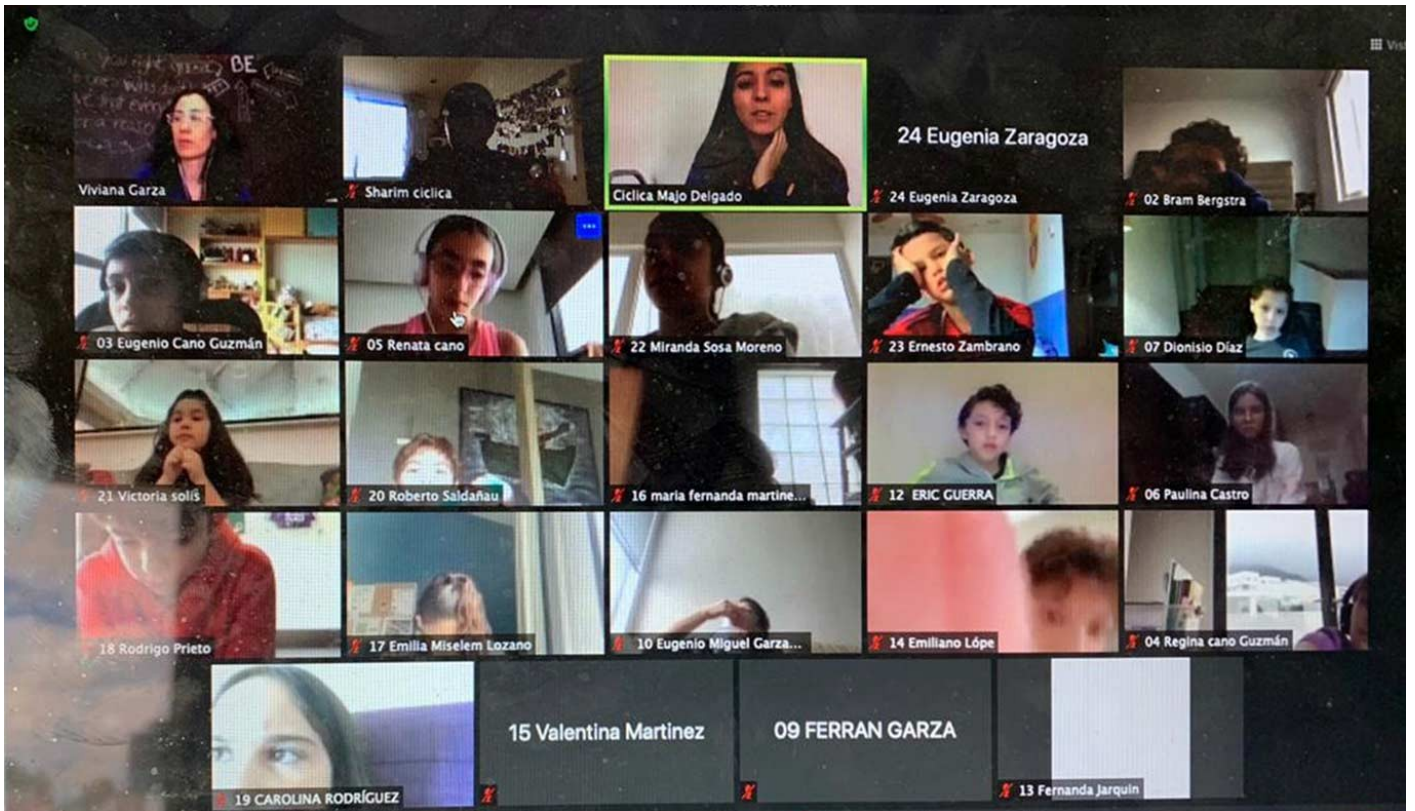 Vis
BE
Viviana Garza
Sharim ciclica
Ciclica Majo Delgado
24 Eugenia Zaragoza
24 Eugenia Zaragoza
02 Bram Bergstra
03 Eugenio Cano Guzmán
05 Renata cano
22 Miranda Sosa Moreno
23 Ernesto Zambrano
07 Dionisio Díaz
21 Victoria solis
20 Roberto Saldañau
16 maria fernanda martine...
12 ERIC GUERRA
06 Paulina Castro
18 Rodrigo Prieto
17 Emilia Miselem Lozano
10 Eugenio Miguel Garza...
14 Emiliano Lópe
04 Regina cano Guzmán
19 CAROLINA RODRÍGUEZ
15 Valentina Martinez
09 FERRAN GARZA
13 Fernanda Jarquin